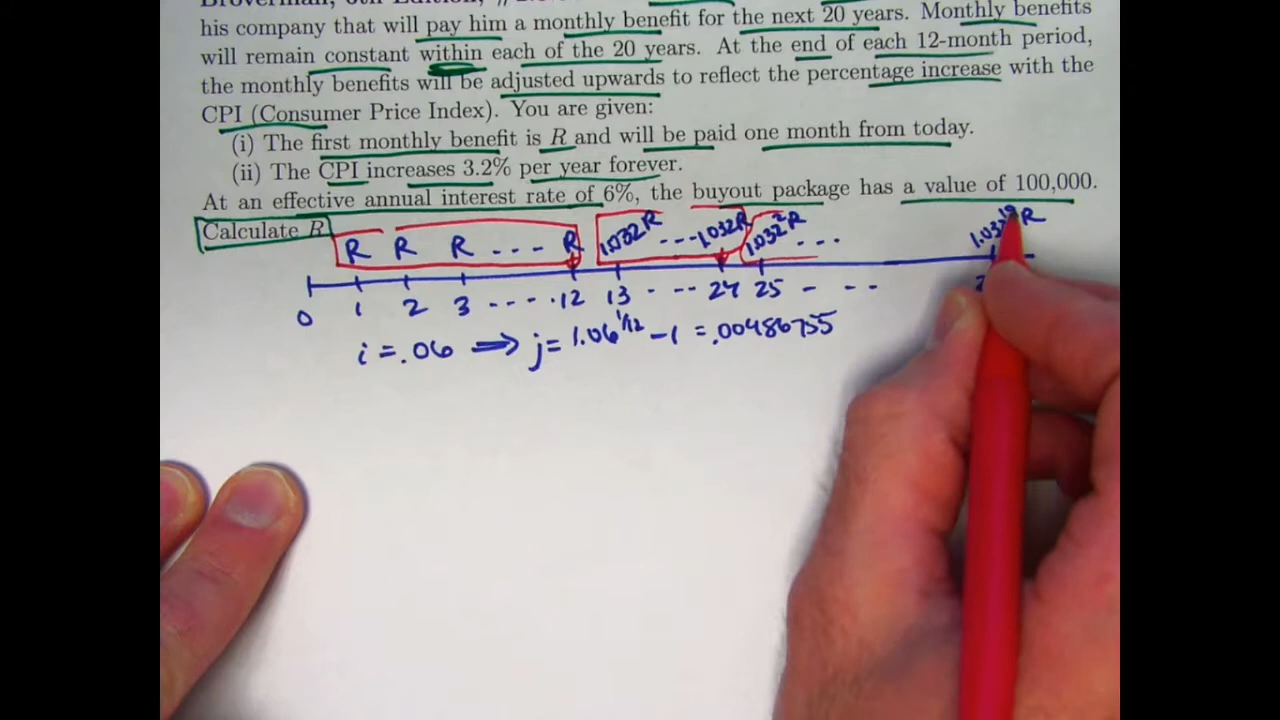 Broverman, 6th Edition,
his company that will pay him a monthly benefit for the next 20 years. Monthly benefits
will remain constant within each of the 20 years. At the end of each 12-month period,
the monthly benefits will be adjusted upwards to reflect the percentage increase with the
CPI (Consumer Price Index). You are given:
(i) The first monthly benefit is R and will be paid one month from today.
(ii) The CPI increases 3.2% per year forever.
At an effective annual interest rate of 6%, the buyout package has a value of 100,000.
Calculate R
R R R ---- R 1.032R ---1.032R 1.032²R ... 1.032¹⁹R
0 1 2 3 ---- .12 13 - -- 24 25 - - -
i = .06 ⟹ j = 1.06^1/12 - 1 = .00486755